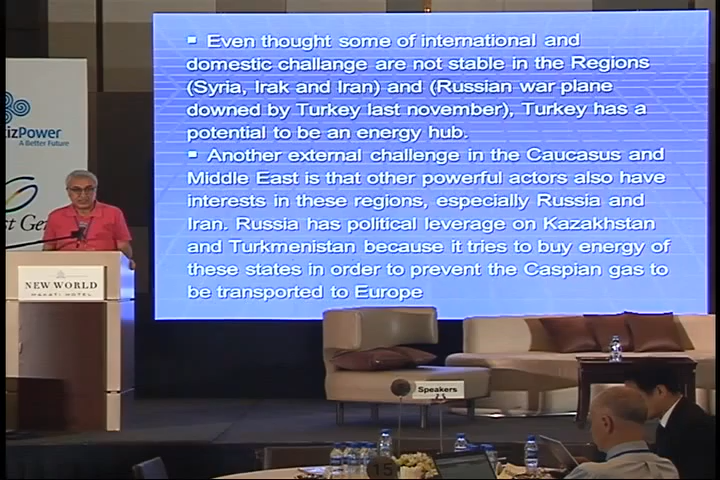 ▪ Even thought some of international and
domestic challange are not stable in the Regions
(Syria, Irak and Iran) and (Russian war plane
downed by Turkey last november), Turkey has a
potential to be an energy hub.
▪ Another external challenge in the Caucasus and
Middle East is that other powerful actors also have
interests in these regions, especially Russia and
Iran. Russia has political leverage on Kazakhstan
and Turkmenistan because it tries to buy energy of
these states in order to prevent the Caspian gas to
be transported to Europe
izPower
A Better Future
st Ge
NEW WORLD
MAKATI HOTEL
Speakers
15